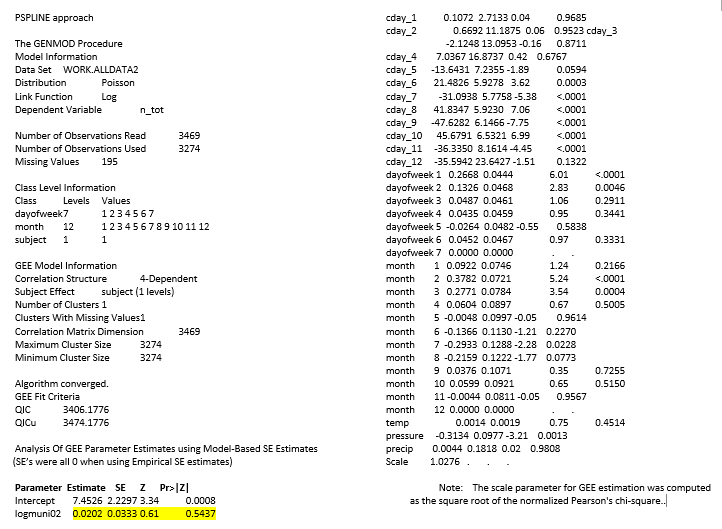 PSPLINE approach
The GENMOD Procedure
Model Information
Data Set WORK.ALLDATA2
Distribution Poisson
Link Function Log
Dependent Variable n_tot
Number of Observations Read 3469
Number of Observations Used 3274
Missing Values 195
Class Level Information
Class Levels Values
dayofweek7 1 2 3 4 5 6 7
month 12 1 2 3 4 5 6 7 8 9 10 11 12
subject 1 1
GEE Model Information
Correlation Structure 4-Dependent
Subject Effect subject (1 levels)
Number of Clusters 1
Clusters With Missing Values1
Correlation Matrix Dimension 3469
Maximum Cluster Size 3274
Minimum Cluster Size 3274
Algorithm converged.
GEE Fit Criteria
QIC 3406.1776
QICu 3474.1776
Analysis Of GEE Parameter Estimates using Model-Based SE Estimates
(SE's were all 0 when using Empirical SE estimates)
Parameter Estimate SE Z Pr>|Z|
Intercept 7.4526 2.2297 3.34 0.0008
logmuni02 0.0202 0.0333 0.61 0.5437
cday_1 0.1072 2.7133 0.04 0.9685
cday_2 0.6692 11.1875 0.06 0.9523 cday_3
-2.1248 13.0953 -0.16 0.8711
cday_4 7.0367 16.8737 0.42 0.6767
cday_5 -13.6431 7.2355 -1.89 0.0594
cday_6 21.4826 5.9278 3.62 0.0003
cday_7 -31.0938 5.7758 -5.38 <.0001
cday_8 41.8347 5.9230 7.06 <.0001
cday_9 -47.6282 6.1466 -7.75 <.0001
cday_10 45.6791 6.5321 6.99 <.0001
cday_11 -36.3350 8.1614 -4.45 <.0001
cday_12 -35.5942 23.6427 -1.51 0.1322
dayofweek 1 0.2668 0.0444 6.01 <.0001
dayofweek 2 0.1326 0.0468 2.83 0.0046
dayofweek 3 0.0487 0.0461 1.06 0.2911
dayofweek 4 0.0435 0.0459 0.95 0.3441
dayofweek 5 -0.0264 0.0482 -0.55 0.5838
dayofweek 6 0.0452 0.0467 0.97 0.3331
dayofweek 7 0.0000 0.0000 . .
month 1 0.0922 0.0746 1.24 0.2166
month 2 0.3782 0.0721 5.24 <.0001
month 3 0.2771 0.0784 3.54 0.0004
month 4 0.0604 0.0897 0.67 0.5005
month 5 -0.0048 0.0997 -0.05 0.9614
month 6 -0.1366 0.1130 -1.21 0.2270
month 7 -0.2933 0.1288 -2.28 0.0228
month 8 -0.2159 0.1222 -1.77 0.0773
month 9 0.0376 0.1071 0.35 0.7255
month 10 0.0599 0.0921 0.65 0.5150
month 11 -0.0044 0.0811 -0.05 0.9567
month 12 0.0000 0.0000 . .
temp 0.0014 0.0019 0.75 0.4514
pressure -0.3134 0.0977 -3.21 0.0013
precip 0.0044 0.1818 0.02 0.9808
Scale 1.0276 . . .
Note: The scale parameter for GEE estimation was computed
as the square root of the normalized Pearson's chi-square..